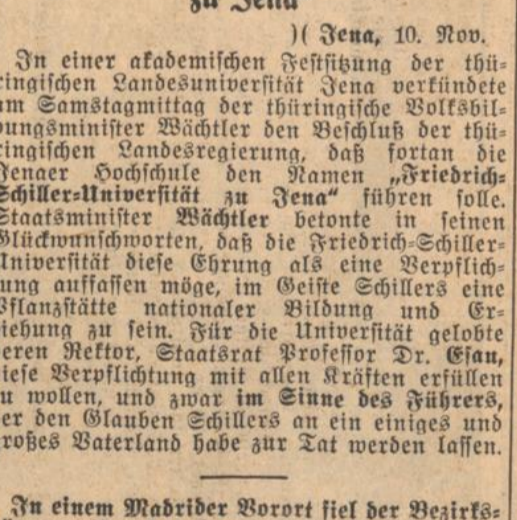 zu Jena
)( Jena, 10. Nov.
In einer akademischen Festsitzung der thü-
ringischen Landesuniversität Jena verkündete
am Samstagmittag der thüringische Volksbil-
dungsminister Wächtler den Beschluß der thü-
ringischen Landesregierung, daß fortan die
Jenaer Hochschule den Namen „Friedrich-
Schiller-Universität zu Jena“ führen solle.
Staatsminister Wächtler betonte in seinen
Glückwunschworten, daß die Friedrich-Schiller-
Universität diese Ehrung als eine Verpflich-
tung auffassen möge, im Geiste Schillers eine
Pflanzstätte nationaler Bildung und Er-
ziehung zu sein. Für die Universität gelobte
deren Rektor, Staatsrat Professor Dr. Esau,
diese Verpflichtung mit allen Kräften erfüllen
zu wollen, und zwar im Sinne des Führers,
der den Glauben Schillers an ein einiges und
großes Vaterland habe zur Tat werden lassen.
In einem Madrider Vorort fiel der Bezirks-